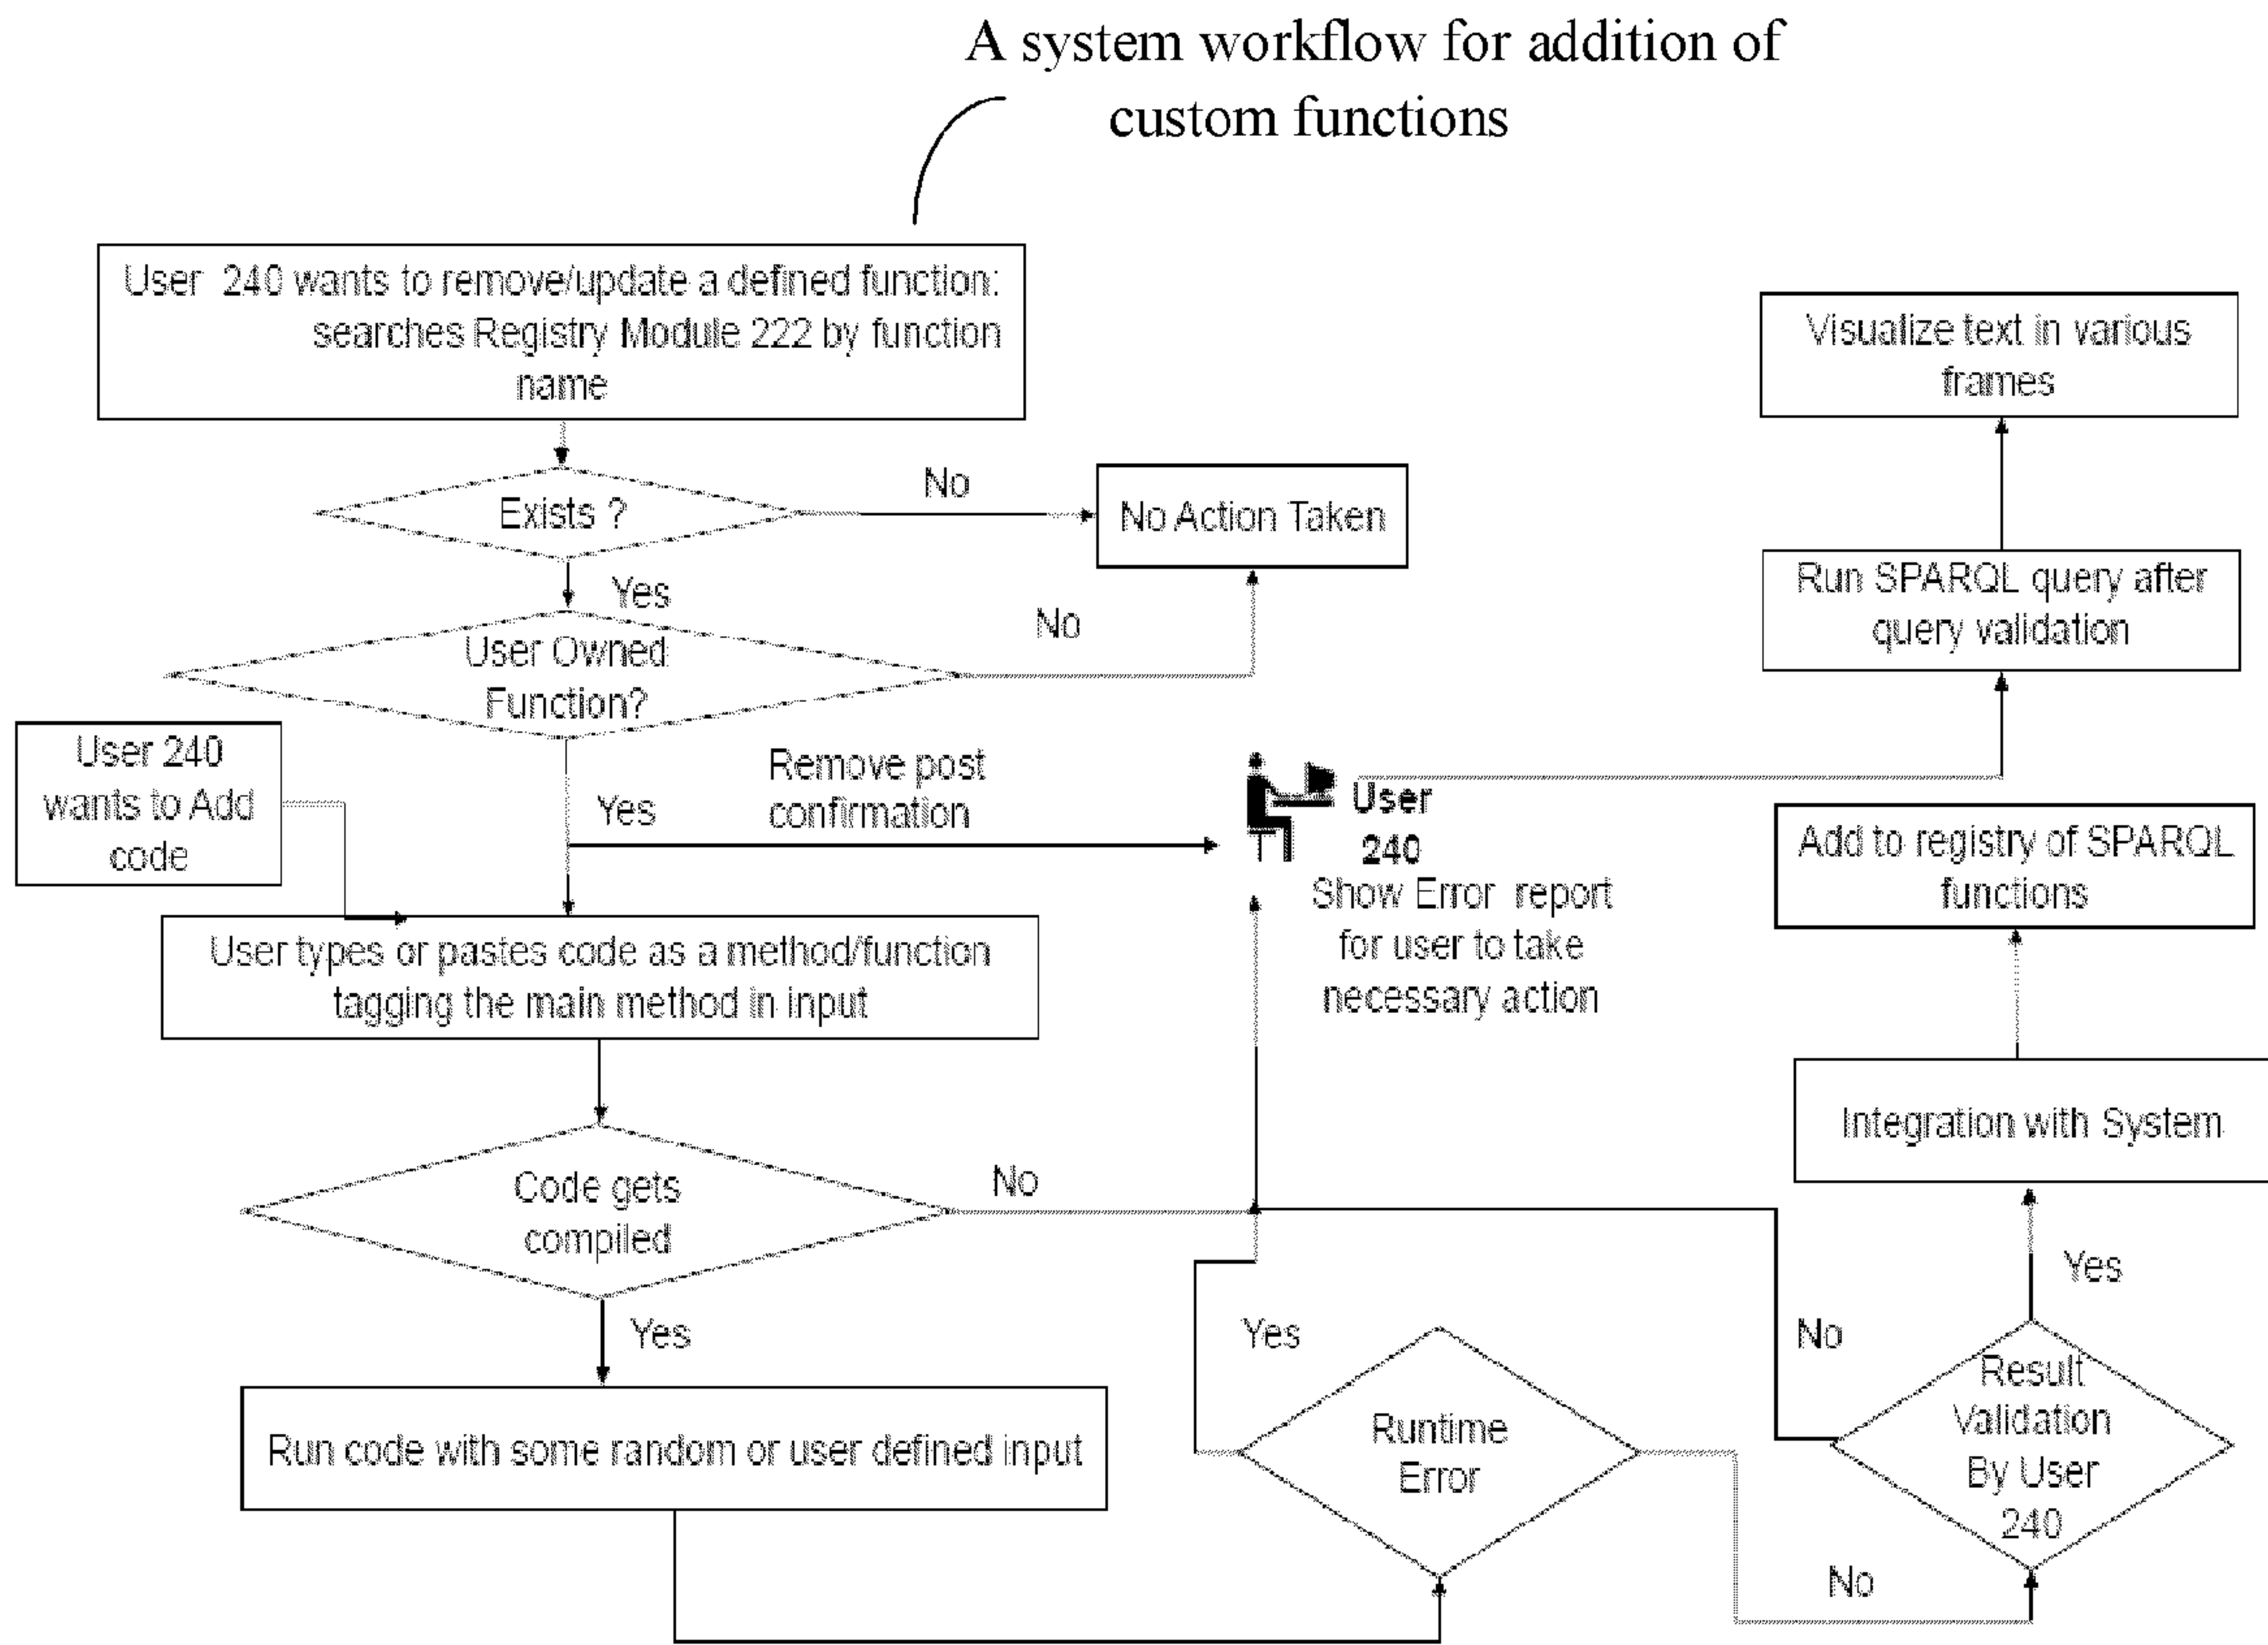 A system workflow for addition of
custom functions
User 240 wants to remove/update a defined function:
searches Registry Module 222 by function
name
Visualize text in various
frames
Exists ?
No
No Action Taken
Yes
Run SPARQL query after
query validation
User Owned
Function?
No
User 240
wants to Add
code
Yes
Remove post
confirmation
User
240
Show Error report
for user to take
necessary action
Add to registry of SPARQL
functions
User types or pastes code as a method/function
tagging the main method in input
Integration with System
Code gets
compiled
No
Yes
Yes
Run code with some random or user defined input
Yes
Runtime
Error
No
No
Result
Validation
By User
240